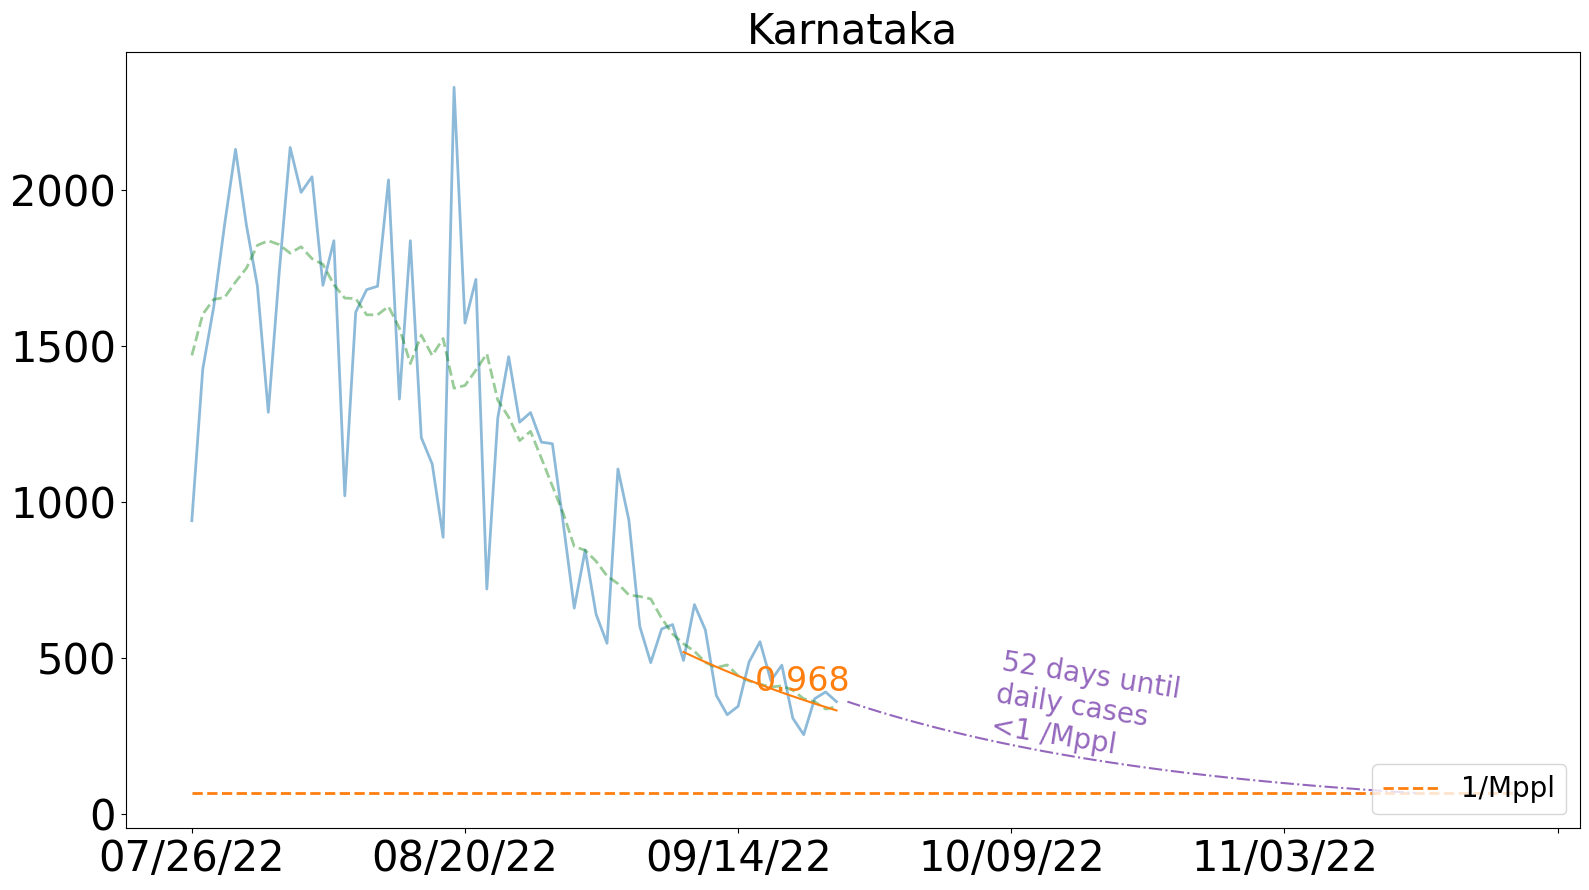 Karnataka
2000
1500
1000
500
0
0.968
52 days until
daily cases
<1 /Mppl
1/Mppl
07/26/22
08/20/22
09/14/22
10/09/22
11/03/22